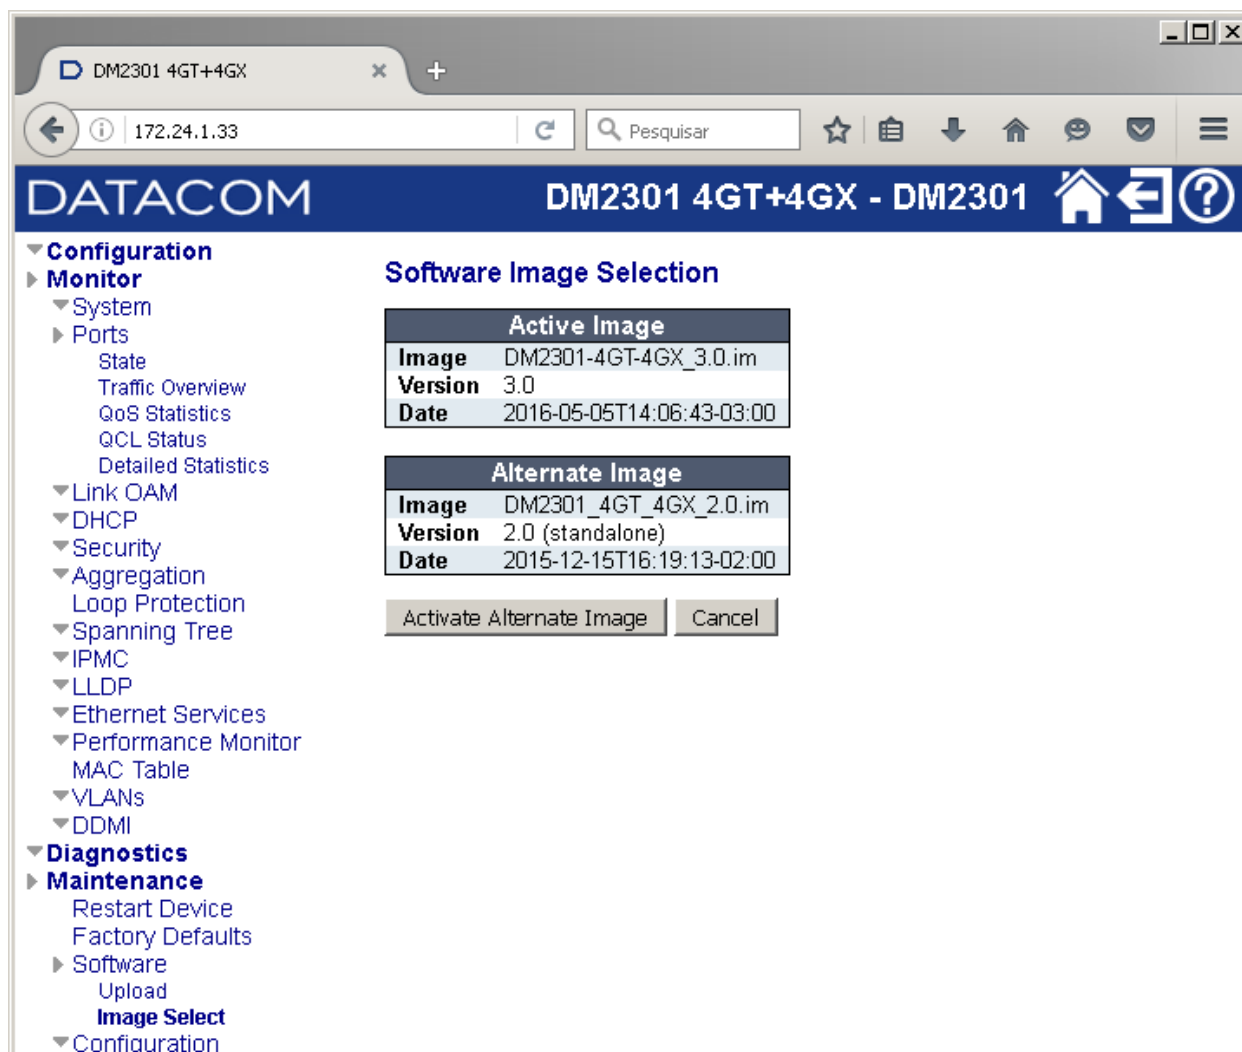 DM2301 4GT+4GX
172.24.1.33
Pesquisar
DATACOM
DM2301 4GT+4GX - DM2301
Configuration
Monitor
System
Ports
State
Traffic Overview
QoS Statistics
QCL Status
Detailed Statistics
Link OAM
DHCP
Security
Aggregation
Loop Protection
Spanning Tree
IPMC
LLDP
Ethernet Services
Performance Monitor
MAC Table
VLANs
DDMI
Diagnostics
Maintenance
Restart Device
Factory Defaults
Software
Upload
Image Select
Configuration
Software Image Selection
Active Image
Image DM2301-4GT-4GX_3.0.im
Version 3.0
Date 2016-05-05T14:06:43-03:00
Alternate Image
Image DM2301_4GT_4GX_2.0.im
Version 2.0 (standalone)
Date 2015-12-15T16:19:13-02:00
Activate Alternate Image Cancel